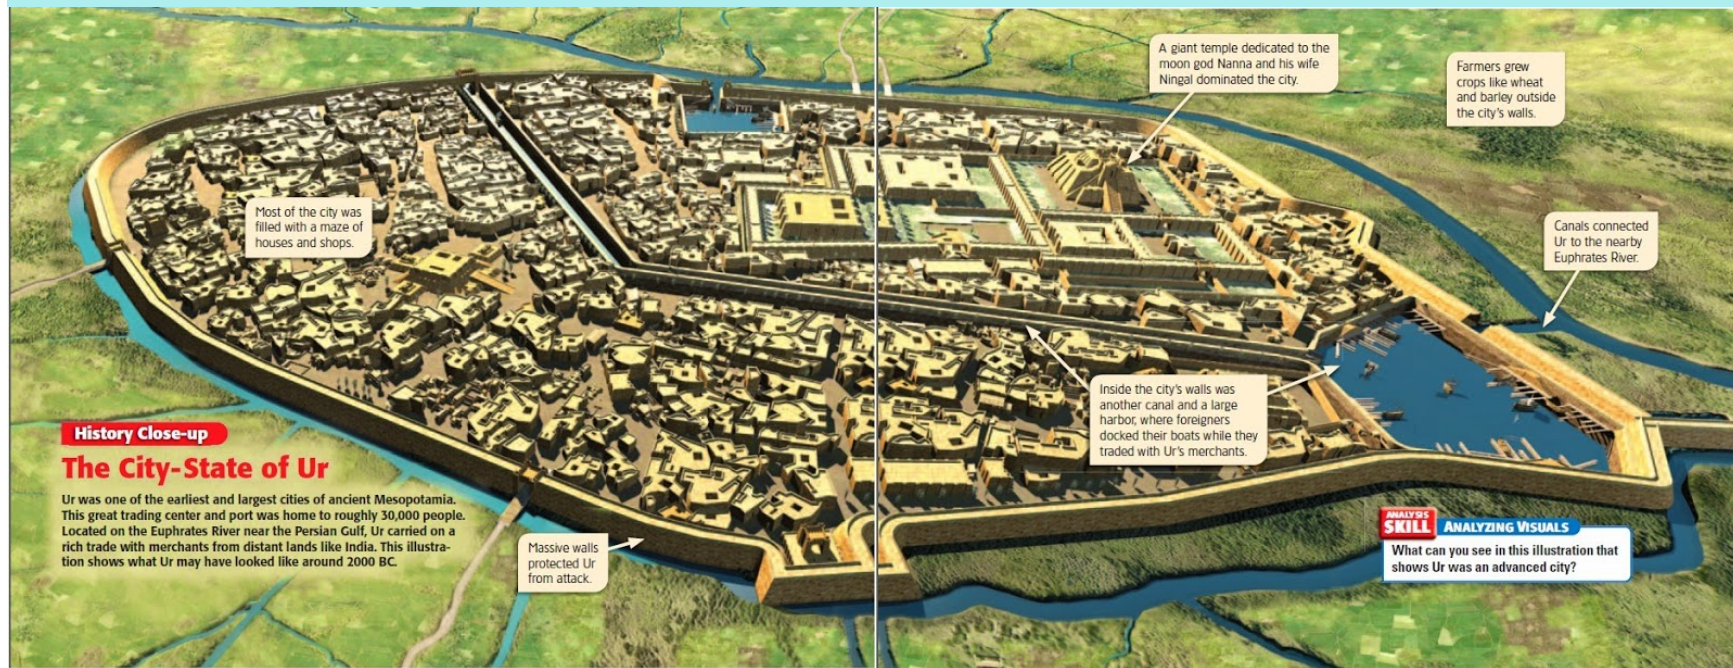 A giant temple dedicated to the
moon god Nanna and his wife
Ningal dominated the city.
Farmers grew
crops like wheat
and barley outside
the city's walls.
Most of the city was
filled with a maze of
houses and shops.
Canals connected
Ur to the nearby
Euphrates River.
Inside the city's walls was
another canal and a large
harbor, where foreigners
docked their boats while they
traded with Ur's merchants.
History Close-up
The City-State of Ur
Ur was one of the earliest and largest cities of ancient Mesopotamia.
This great trading center and port was home to roughly 30,000 people.
Located on the Euphrates River near the Persian Gulf, Ur carried on a
rich trade with merchants from distant lands like India. This illustra-
tion shows what Ur may have looked like around 2000 BC.
Massive walls
protected Ur
from attack.
ANALYSIS
SKILL ANALYZING VISUALS
What can you see in this illustration that
shows Ur was an advanced city?